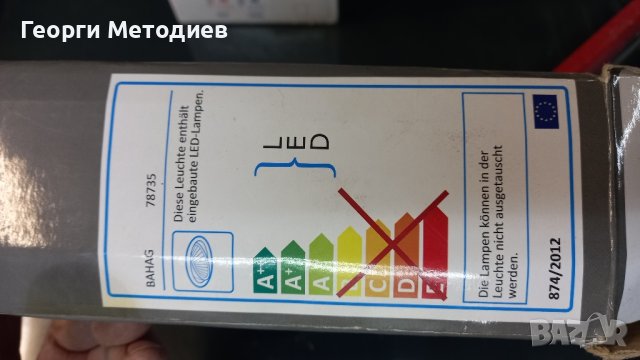 Георги Методиев
BAHAG 78735
Diese Leuchte enthält
eingebaute LED-Lampen.
L
E
D
A++
A+
A
B
C
D
E
Die Lampen können in der
Leuchte nicht ausgetauscht
werden.
874/2012
BAZAR